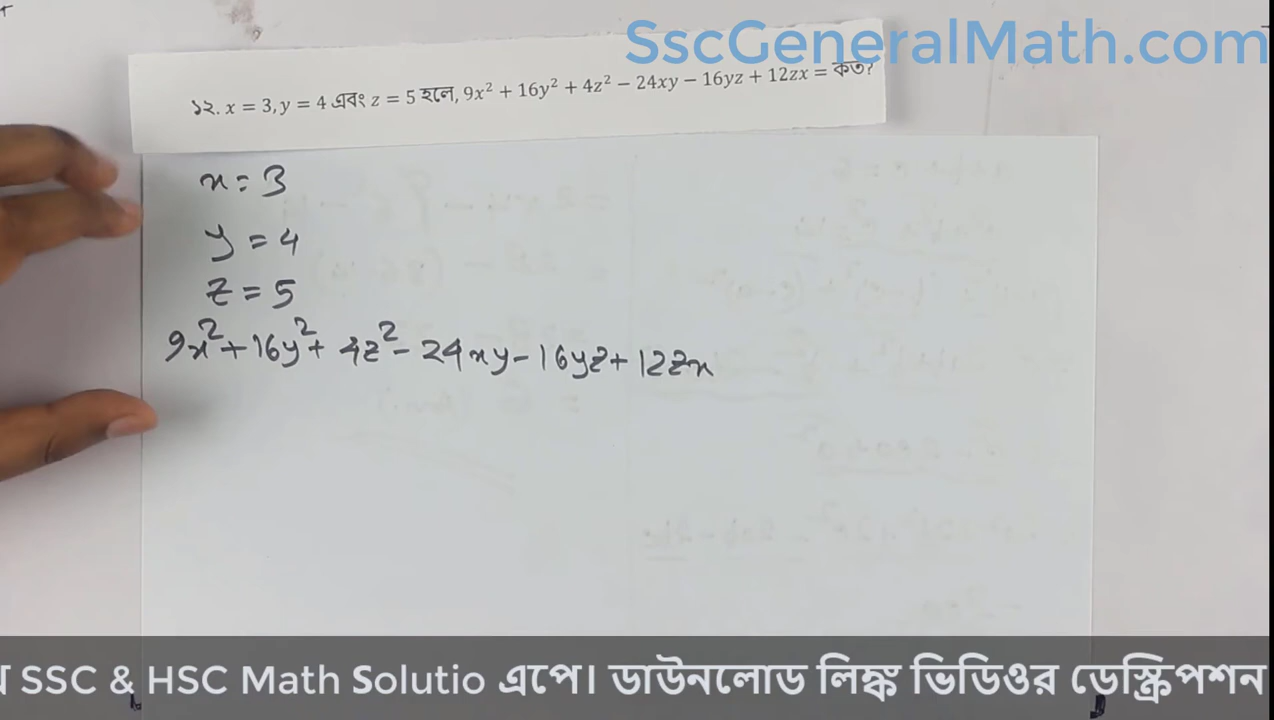 SscGeneralMath.com
১২. x = 3, y = 4 এবং z = 5 হলে, 9x² + 16y² + 4z² − 24xy − 16yz + 12zx = কত?
x = 3
y = 4
z = 5
9x² + 16y² + 4z² − 24xy − 16yz + 12zx
SSC & HSC Math Solutio এপে। ডাউনলোড লিঙ্ক ভিডিওর ডেস্ক্রিপশন